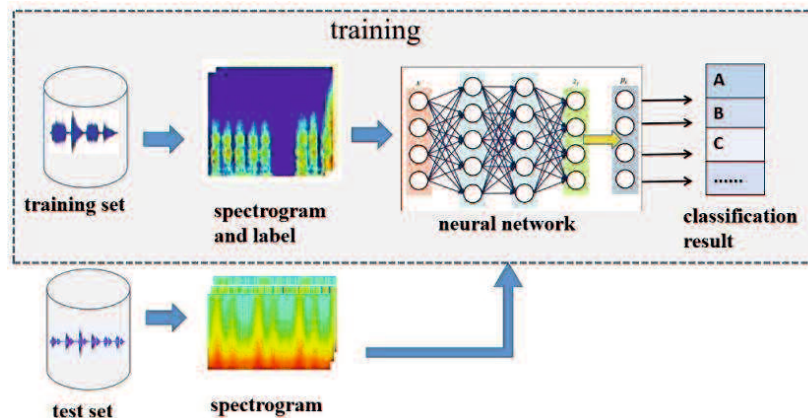 training
training set
spectrogram
and label
neural network
A
B
C
......
classification
result
test set
spectrogram